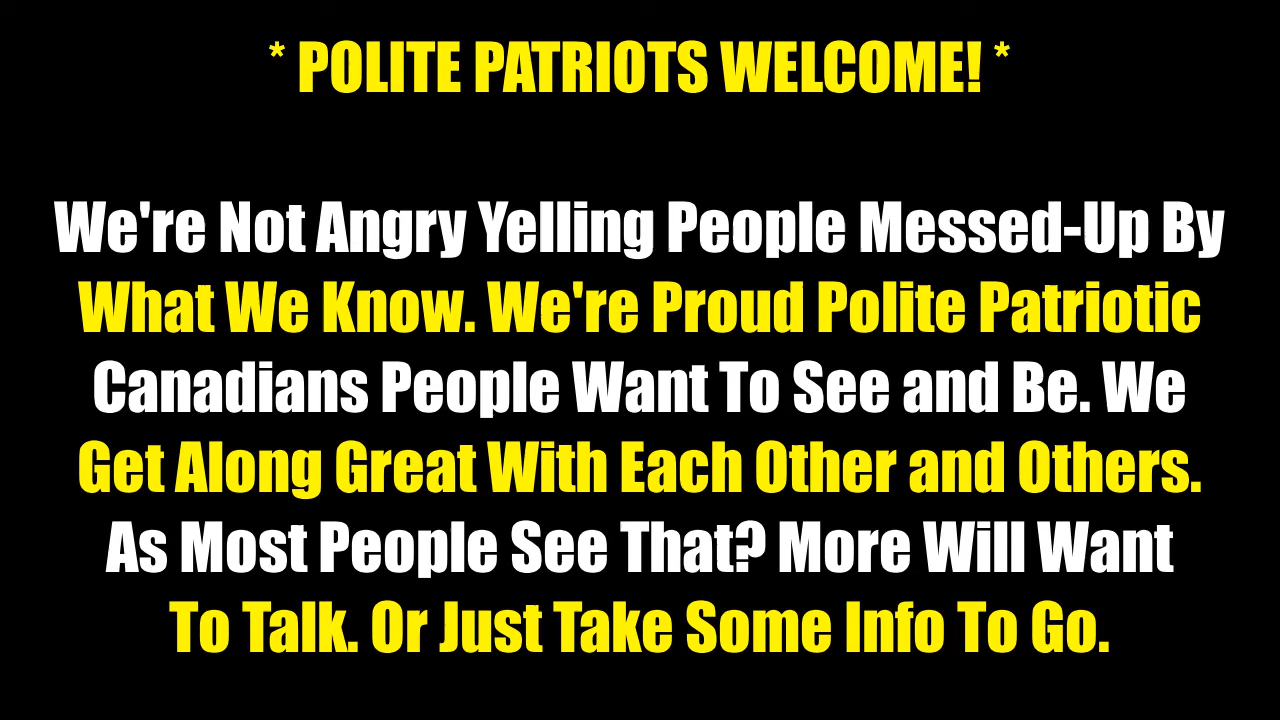 * POLITE PATRIOTS WELCOME! *
We're Not Angry Yelling People Messed-Up By
What We Know. We're Proud Polite Patriotic
Canadians People Want To See and Be. We
Get Along Great With Each Other and Others.
As Most People See That? More Will Want
To Talk. Or Just Take Some Info To Go.